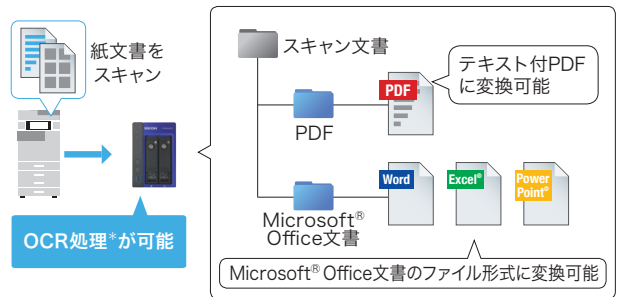 紙文書を
スキャン
OCR処理*が可能
スキャン文書
PDF
テキスト付PDF
に変換可能
PDF
Microsoft®
Office文書
Word
Excel®
Power
Point®
Microsoft® Office文書のファイル形式に変換可能